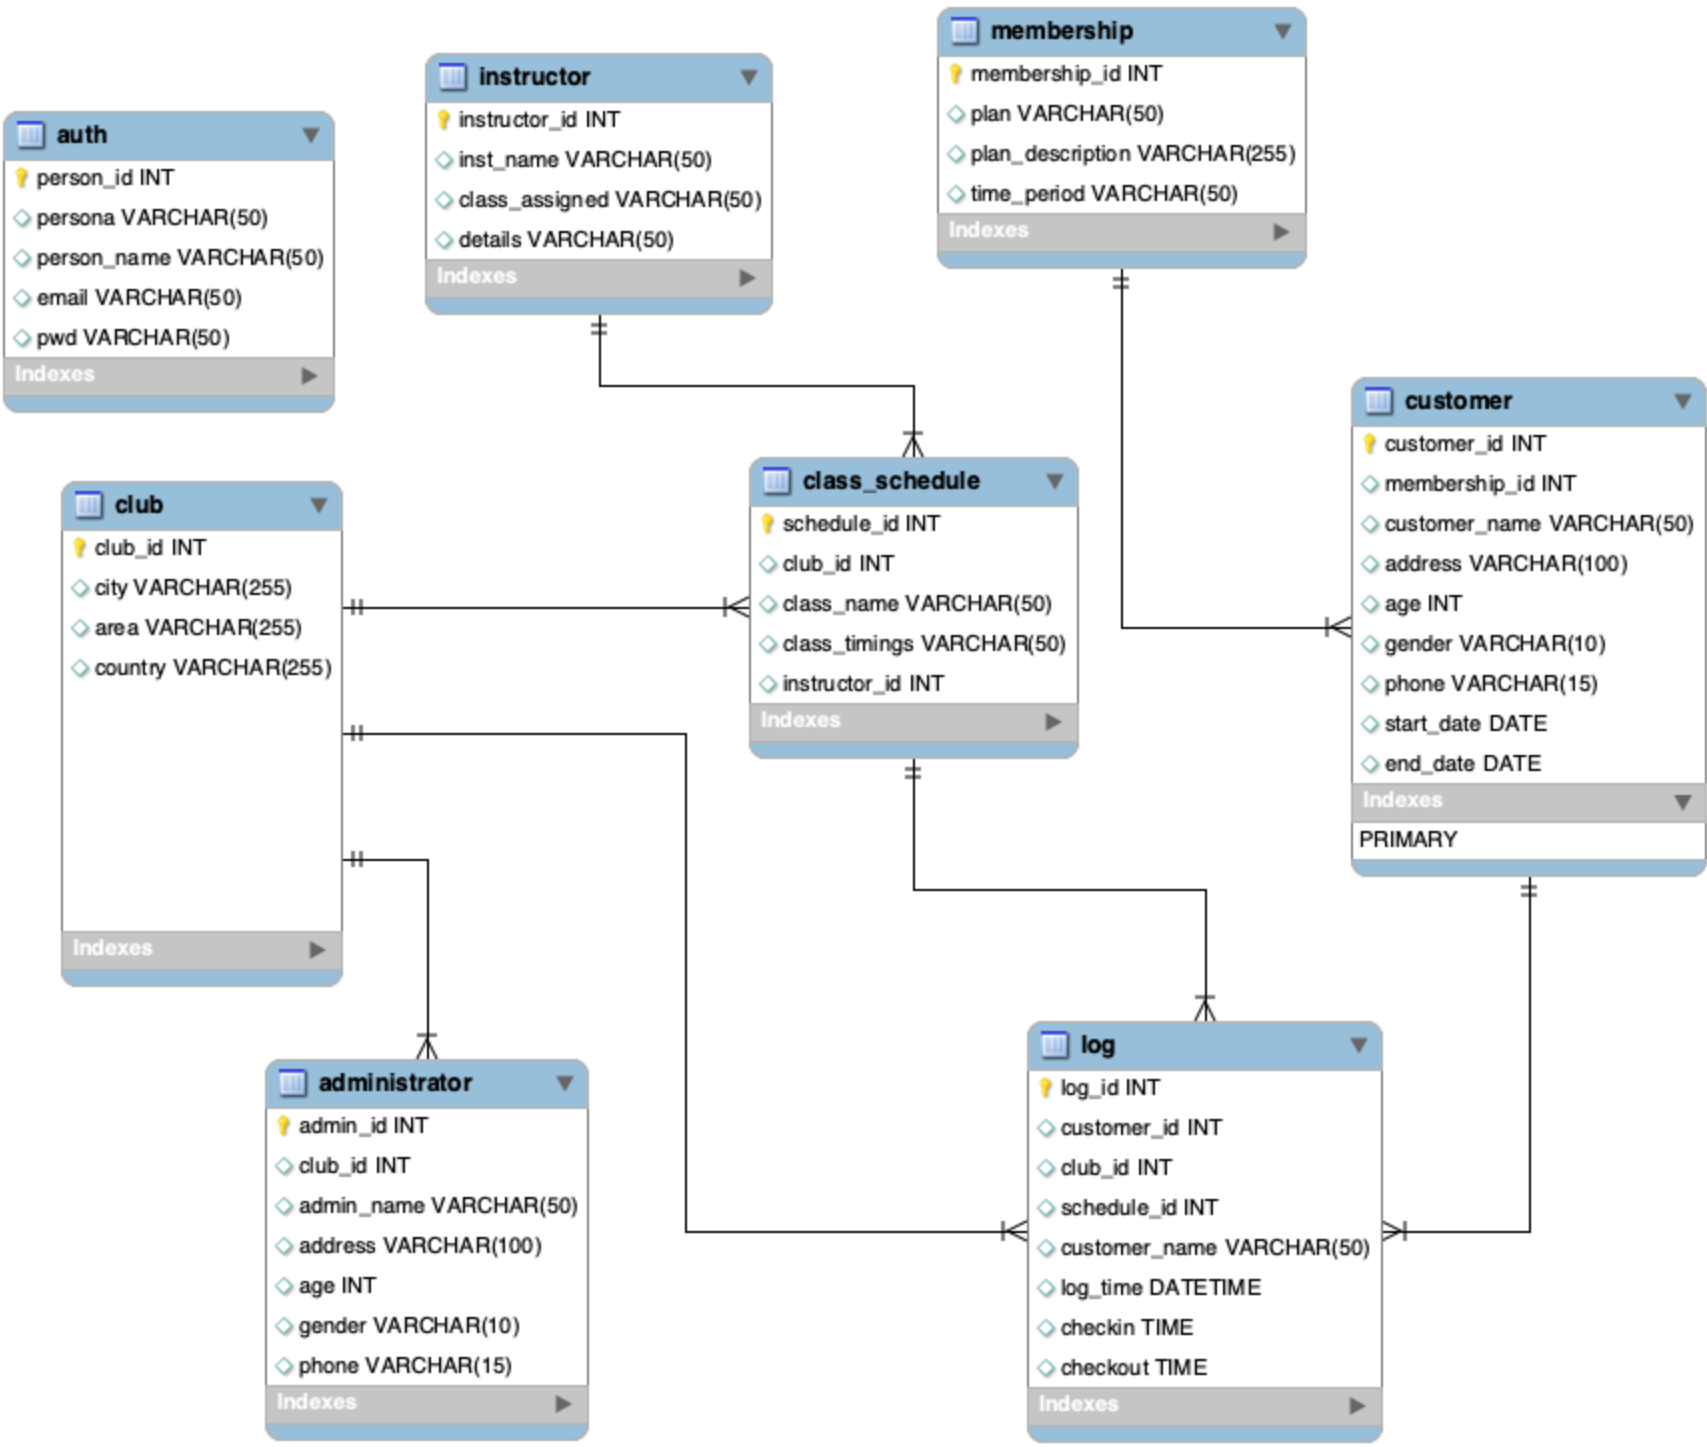 membership
membership_id INT
plan VARCHAR(50)
plan_description VARCHAR(255)
time_period VARCHAR(50)
Indexes
instructor
instructor_id INT
inst_name VARCHAR(50)
class_assigned VARCHAR(50)
details VARCHAR(50)
Indexes
auth
person_id INT
persona VARCHAR(50)
person_name VARCHAR(50)
email VARCHAR(50)
pwd VARCHAR(50)
Indexes
customer
customer_id INT
membership_id INT
customer_name VARCHAR(50)
address VARCHAR(100)
age INT
gender VARCHAR(10)
phone VARCHAR(15)
start_date DATE
end_date DATE
Indexes
PRIMARY
class_schedule
schedule_id INT
club_id INT
class_name VARCHAR(50)
class_timings VARCHAR(50)
instructor_id INT
Indexes
club
club_id INT
city VARCHAR(255)
area VARCHAR(255)
country VARCHAR(255)
Indexes
administrator
admin_id INT
club_id INT
admin_name VARCHAR(50)
address VARCHAR(100)
age INT
gender VARCHAR(10)
phone VARCHAR(15)
Indexes
log
log_id INT
customer_id INT
club_id INT
schedule_id INT
customer_name VARCHAR(50)
log_time DATETIME
checkin TIME
checkout TIME
Indexes